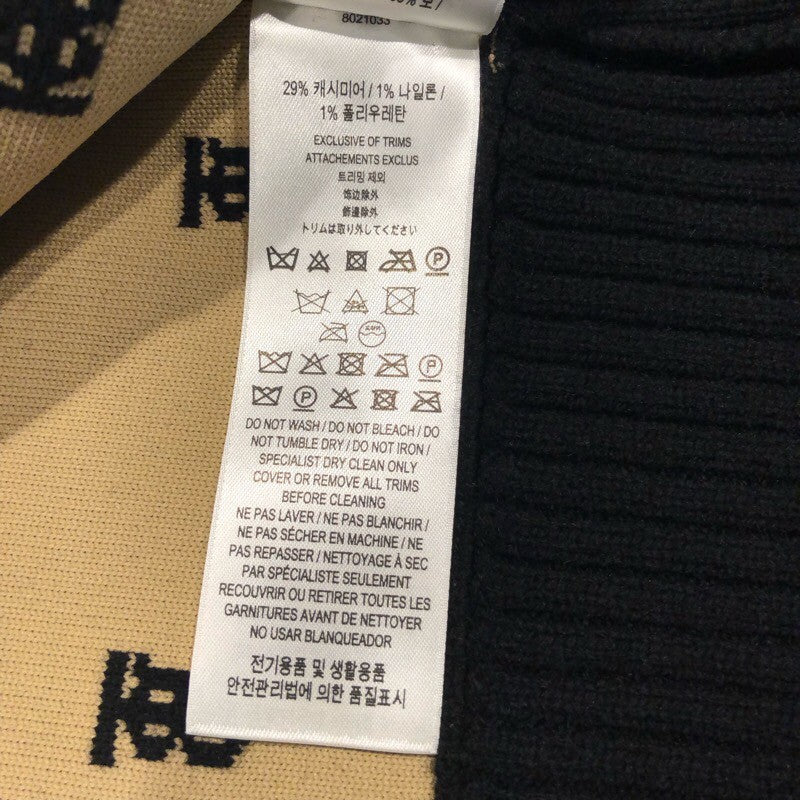 8021033
29% 캐시미어 / 1% 나일론 /
1% 폴리우레탄
EXCLUSIVE OF TRIMS
ATTACHEMENTS EXCLUS
트리밍 제외
饰边除外
飾邊除外
トリムは取り外してください
P
P
P
DO NOT WASH / DO NOT BLEACH / DO
NOT TUMBLE DRY / DO NOT IRON /
SPECIALIST DRY CLEAN ONLY
COVER OR REMOVE ALL TRIMS
BEFORE CLEANING
NE PAS LAVER / NE PAS BLANCHIR /
NE PAS SÉCHER EN MACHINE / NE
PAS REPASSER / NETTOYAGE À SEC
PAR SPÉCIALISTE SEULEMENT
RECOUVRIR OU RETIRER TOUTES LES
GARNITURES AVANT DE NETTOYER
NO USAR BLANQUEADOR
전기용품 및 생활용품
안전관리법에 의한 품질표시